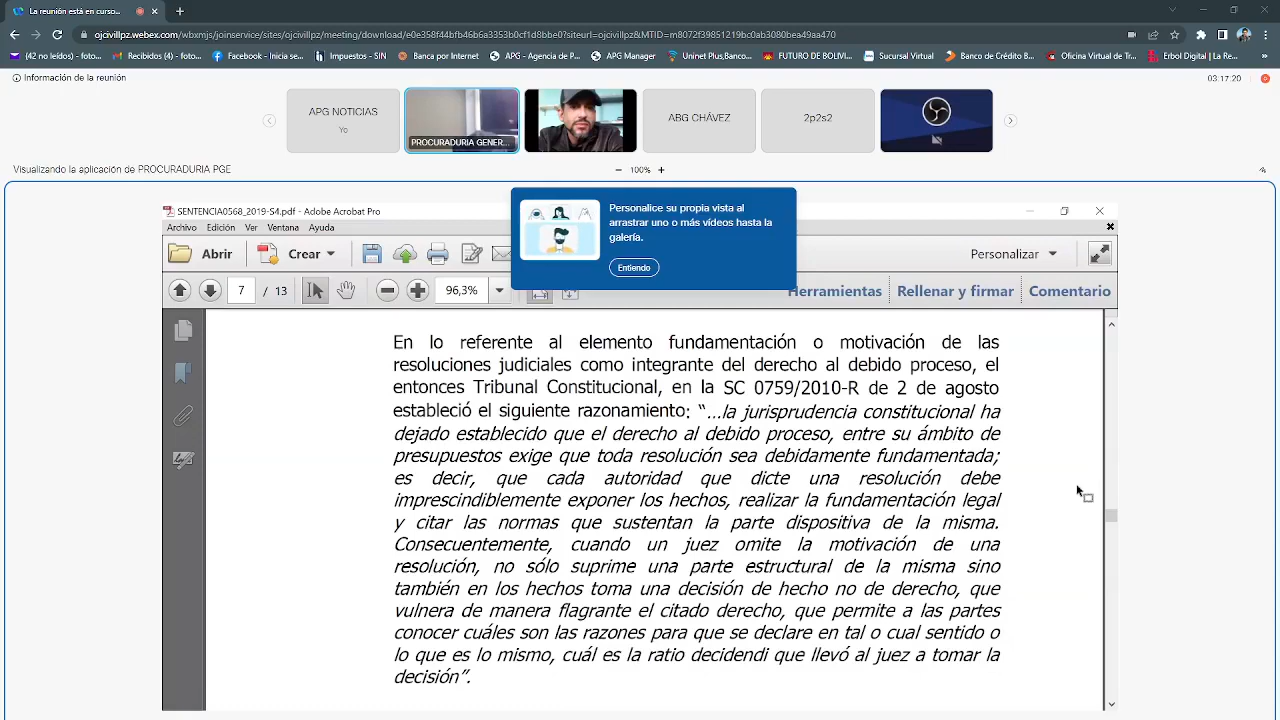 La reunión está en curso...
ojcivillpz.webex.com/wbxmjs/joinservice/sites/ojcivillpz/meeting/download/e0e358f44bfb46b6a3353b0cf1d8bbe0?siteurl=ojcivillpz&MTID=m8072f39851219bc0ab3080bea49aea70
(42 no leídos) - foto... Recibidos (4) - foto... Facebook - Inicia se... Impuestos - SIN Banca por Internet APG - Agencia de P... APG Manager Uninet Plus,Banco... FUTURO DE BOLIVI... Sucursal Virtual Banco de Crédito B... Oficina Virtual de Tr... Erbol Digital | La Re...
Información de la reunión 03:17:20
APG NOTICIAS
Yo
PROCURADURIA GENER...
ABG CHÁVEZ
2p2s2
Visualizando la aplicación de PROCURADURIA PGE
− 100% +
Personalice su propia vista al
arrastrar uno o más vídeos hasta la
galería.
Entiendo
SENTENCIA0568_2019-S4.pdf - Adobe Acrobat Pro
Archivo Edición Ver Ventana Ayuda
Abrir Crear Personalizar
7 / 13 96,3% Herramientas Rellenar y firmar Comentario
En lo referente al elemento fundamentación o motivación de las
resoluciones judiciales como integrante del derecho al debido proceso, el
entonces Tribunal Constitucional, en la SC 0759/2010-R de 2 de agosto
estableció el siguiente razonamiento: “...la jurisprudencia constitucional ha
dejado establecido que el derecho al debido proceso, entre su ámbito de
presupuestos exige que toda resolución sea debidamente fundamentada;
es decir, que cada autoridad que dicte una resolución debe
imprescindiblemente exponer los hechos, realizar la fundamentación legal
y citar las normas que sustentan la parte dispositiva de la misma.
Consecuentemente, cuando un juez omite la motivación de una
resolución, no sólo suprime una parte estructural de la misma sino
también en los hechos toma una decisión de hecho no de derecho, que
vulnera de manera flagrante el citado derecho, que permite a las partes
conocer cuáles son las razones para que se declare en tal o cual sentido o
lo que es lo mismo, cuál es la ratio decidendi que llevó al juez a tomar la
decisión”.